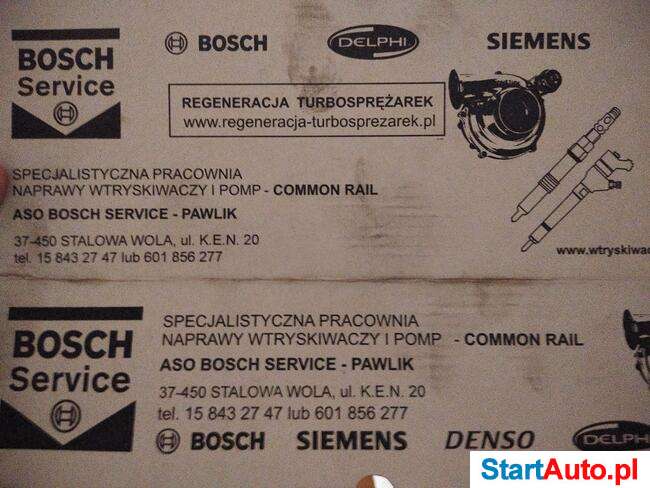 BOSCH
Service
BOSCH DELPHI SIEMENS
REGENERACJA TURBOSPRĘŻAREK
www.regeneracja-turbosprezarek.pl
SPECJALISTYCZNA PRACOWNIA
NAPRAWY WTRYSKIWACZY I POMP - COMMON RAIL
ASO BOSCH SERVICE - PAWLIK
37-450 STALOWA WOLA, ul. K.E.N. 20
tel. 15 843 27 47 lub 601 856 277
www.wtryskiwac
BOSCH
Service
SPECJALISTYCZNA PRACOWNIA
NAPRAWY WTRYSKIWACZY I POMP - COMMON RAIL
ASO BOSCH SERVICE - PAWLIK
37-450 STALOWA WOLA, ul. K.E.N. 20
tel. 15 843 27 47 lub 601 856 277
BOSCH SIEMENS DENSO DELPHI
StartAuto.pl